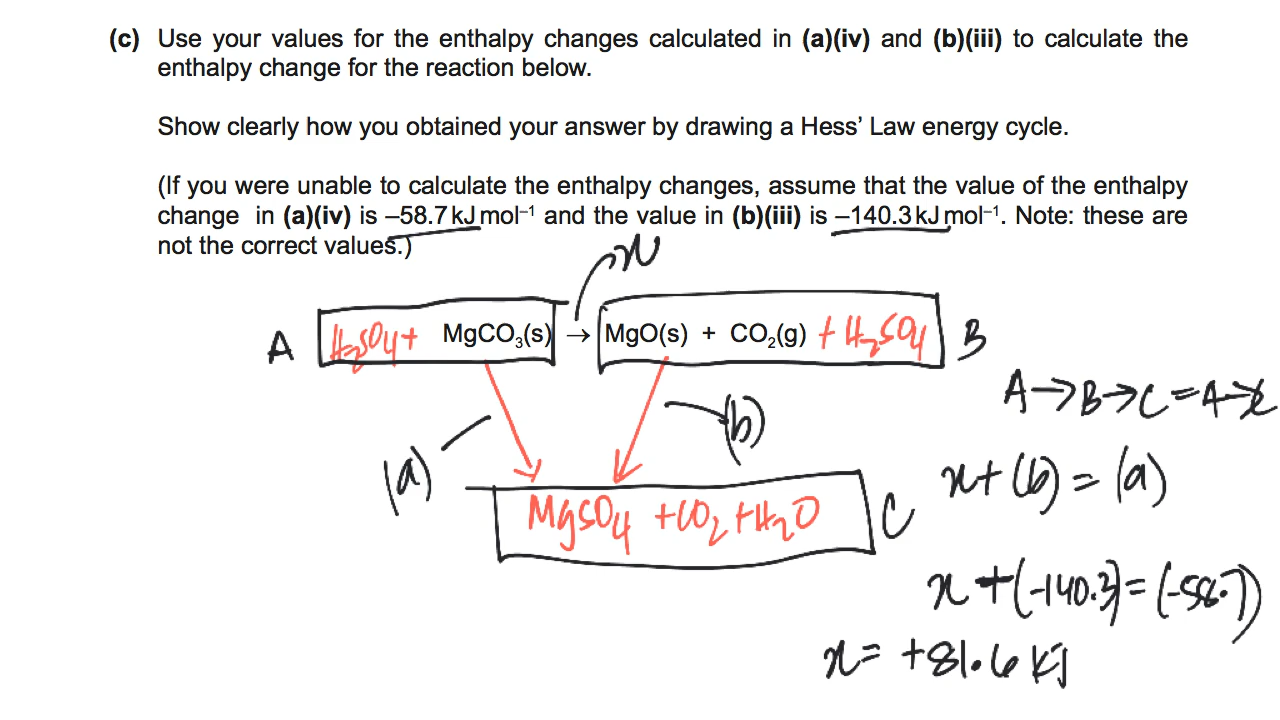 (c) Use your values for the enthalpy changes calculated in (a)(iv) and (b)(iii) to calculate the
enthalpy change for the reaction below.
Show clearly how you obtained your answer by drawing a Hess' Law energy cycle.
(If you were unable to calculate the enthalpy changes, assume that the value of the enthalpy
change in (a)(iv) is –58.7 kJ mol⁻¹ and the value in (b)(iii) is –140.3 kJ mol⁻¹. Note: these are
not the correct values.)
x
A H₂SO₄ + MgCO₃(s) → MgO(s) + CO₂(g) + H₂SO₄ B
A→B→C = A→C
(a) (b)
x + (b) = (a)
MgSO₄ + CO₂ + H₂O C
x + (-140.3) = (-58.7)
x = +81.6 kJ